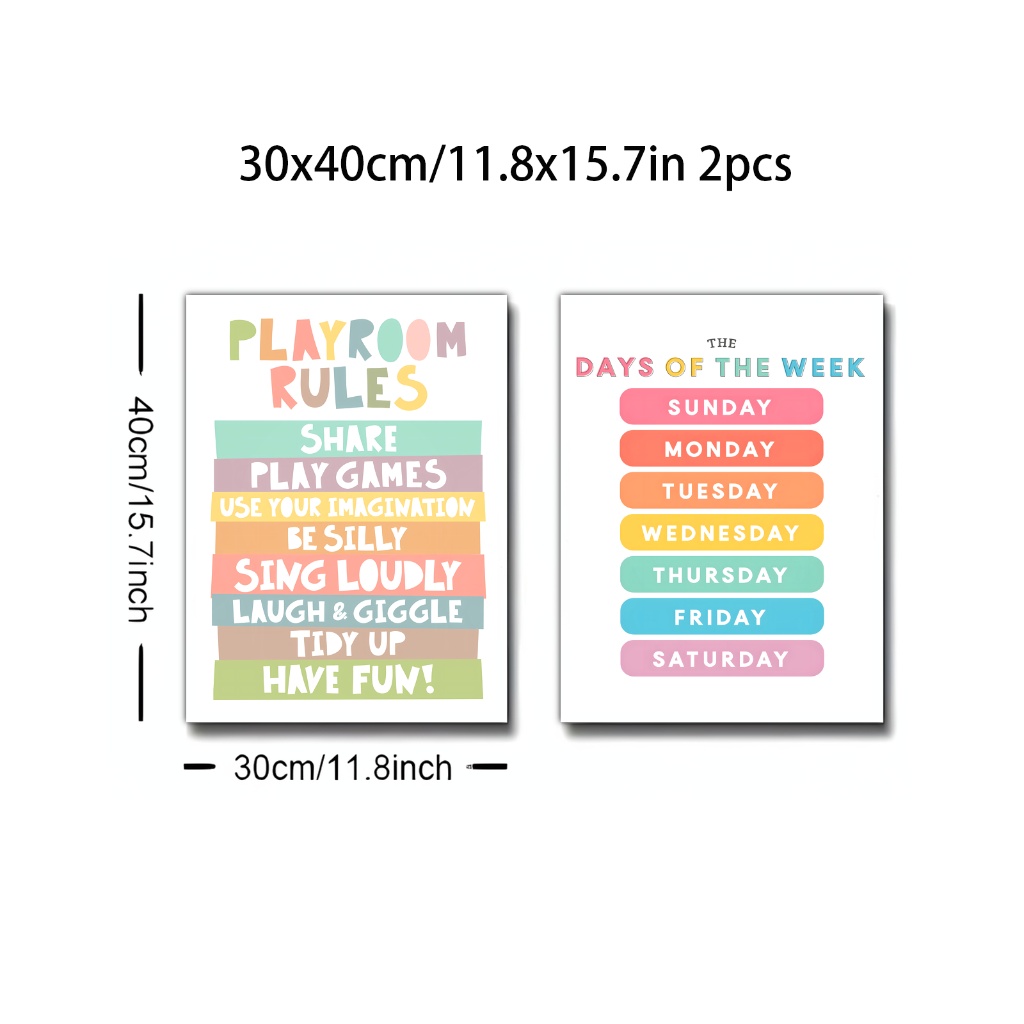 30x40cm/11.8x15.7in 2pcs
40cm/15.7inch
PLAYROOM
RULES
SHARE
PLAY GAMES
USE YOUR IMAGINATION
BE SILLY
SING LOUDLY
LAUGH & GIGGLE
TIDY UP
HAVE FUN!
30cm/11.8inch
THE
DAYS OF THE WEEK
SUNDAY
MONDAY
TUESDAY
WEDNESDAY
THURSDAY
FRIDAY
SATURDAY